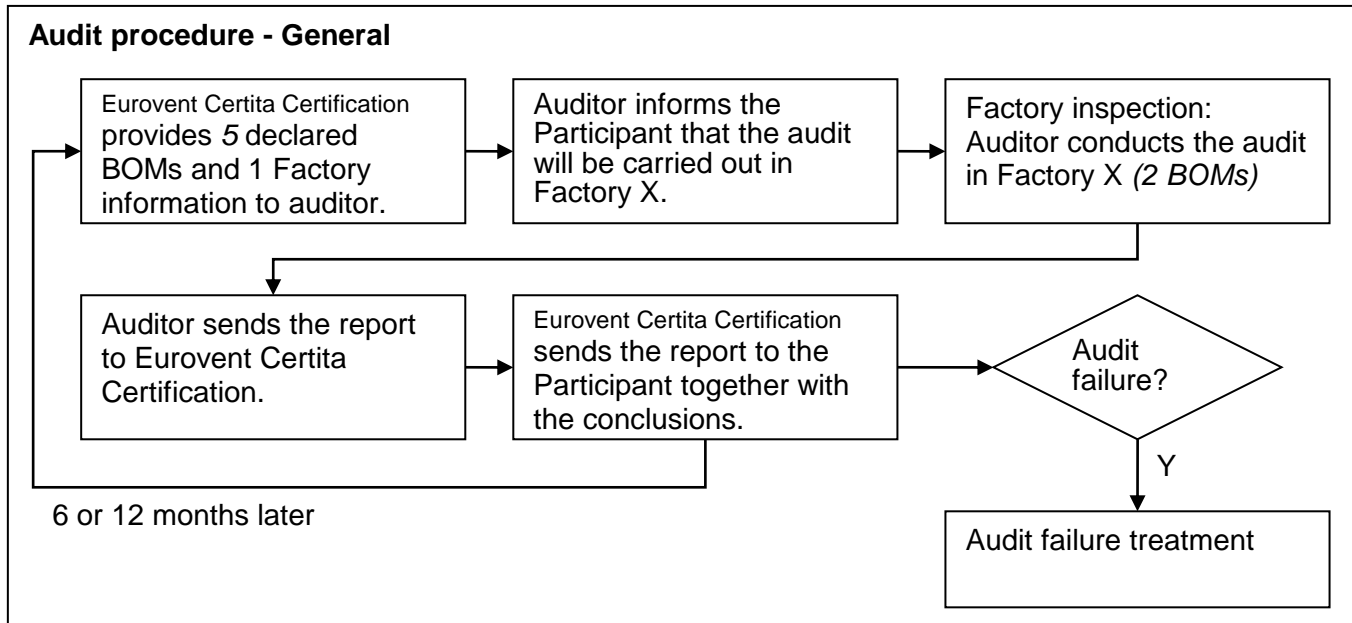 Audit procedure - General
Eurovent Certita Certification
provides 5 declared
BOMs and 1 Factory
information to auditor.
Auditor informs the
Participant that the audit
will be carried out in
Factory X.
Factory inspection:
Auditor conducts the audit
in Factory X (2 BOMs)
Auditor sends the report
to Eurovent Certita
Certification.
Eurovent Certita Certification
sends the report to the
Participant together with
the conclusions.
Audit
failure?
Y
6 or 12 months later
Audit failure treatment